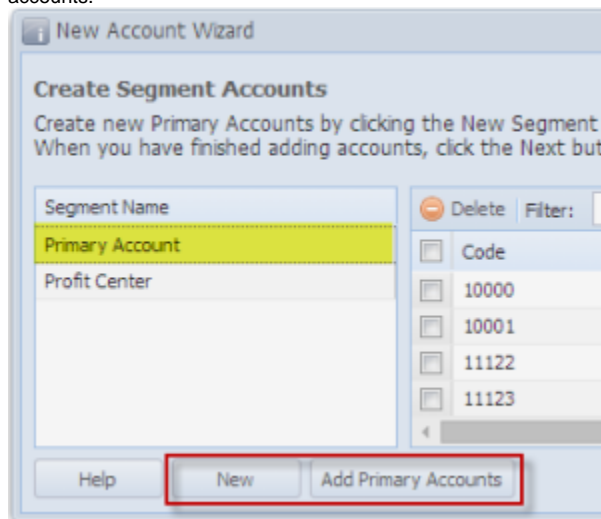 accounts.
New Account Wizard
Create Segment Accounts
Create new Primary Accounts by clicking the New Segment
When you have finished adding accounts, click the Next but
Segment Name
Primary Account
Profit Center
Delete Filter:
Code
10000
10001
11122
11123
Help New Add Primary Accounts